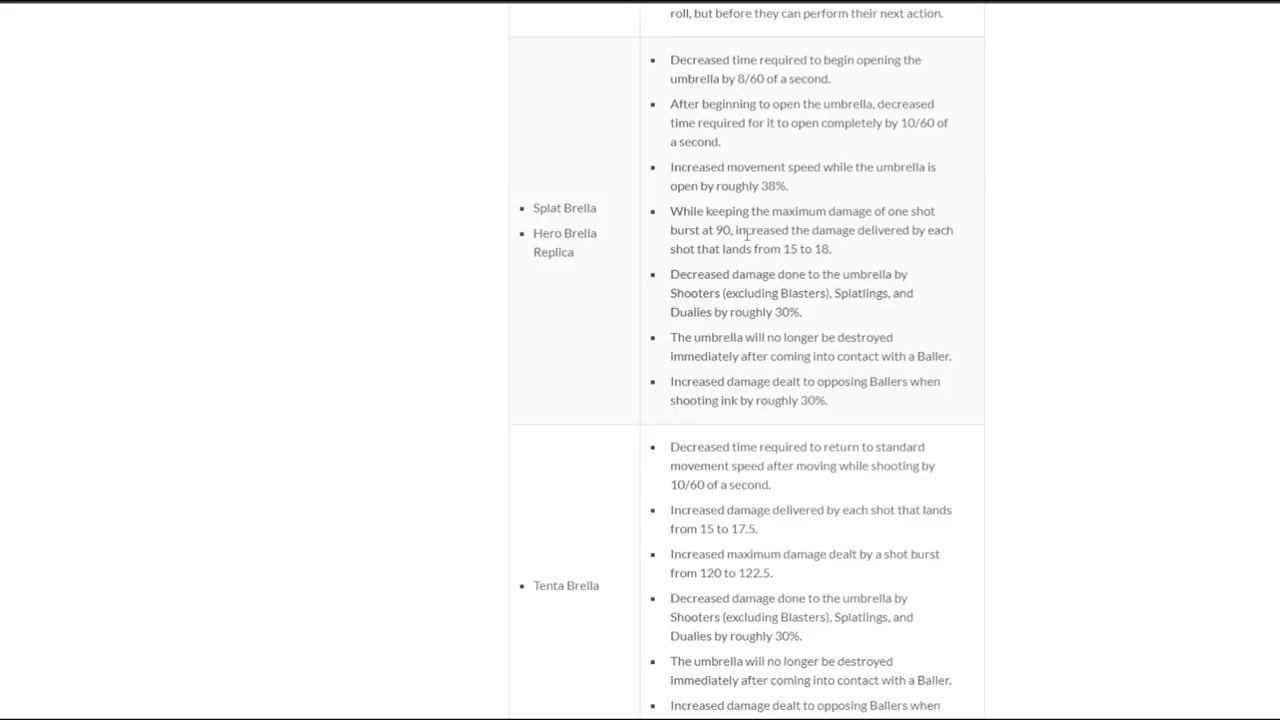 roll, but before they can perform their next action.
Splat Brella
Hero Brella
Replica
Decreased time required to begin opening the
umbrella by 8/60 of a second.
After beginning to open the umbrella, decreased
time required for it to open completely by 10/60 of
a second.
Increased movement speed while the umbrella is
open by roughly 38%.
While keeping the maximum damage of one shot
burst at 90, increased the damage delivered by each
shot that lands from 15 to 18.
Decreased damage done to the umbrella by
Shooters (excluding Blasters), Splatlings, and
Dualies by roughly 30%.
The umbrella will no longer be destroyed
immediately after coming into contact with a Baller.
Increased damage dealt to opposing Ballers when
shooting ink by roughly 30%.
Tenta Brella
Decreased time required to return to standard
movement speed after moving while shooting by
10/60 of a second.
Increased damage delivered by each shot that lands
from 15 to 17.5.
Increased maximum damage dealt by a shot burst
from 120 to 122.5.
Decreased damage done to the umbrella by
Shooters (excluding Blasters), Splatlings, and
Dualies by roughly 30%.
The umbrella will no longer be destroyed
immediately after coming into contact with a Baller.
Increased damage dealt to opposing Ballers when